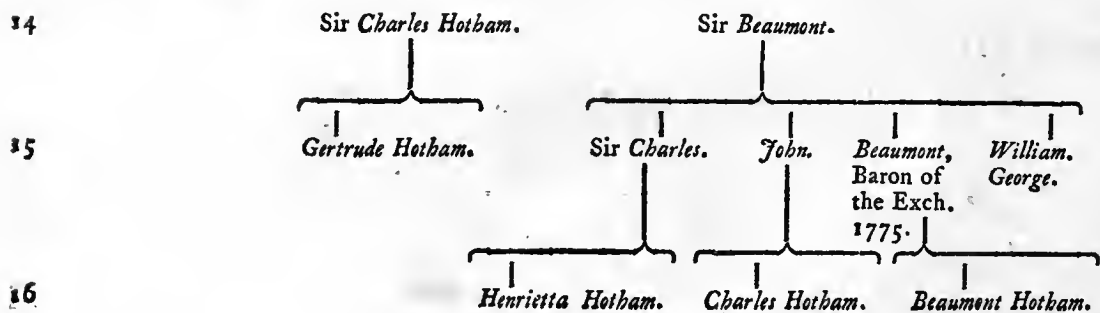 14 Sir Charles Hotham. Sir Beaumont.
15 Gertrude Hotham. Sir Charles. John. Beaumont, William.
Baron of George.
the Exch.
1775.
16 Henrietta Hotham. Charles Hotham. Beaumont Hotham.